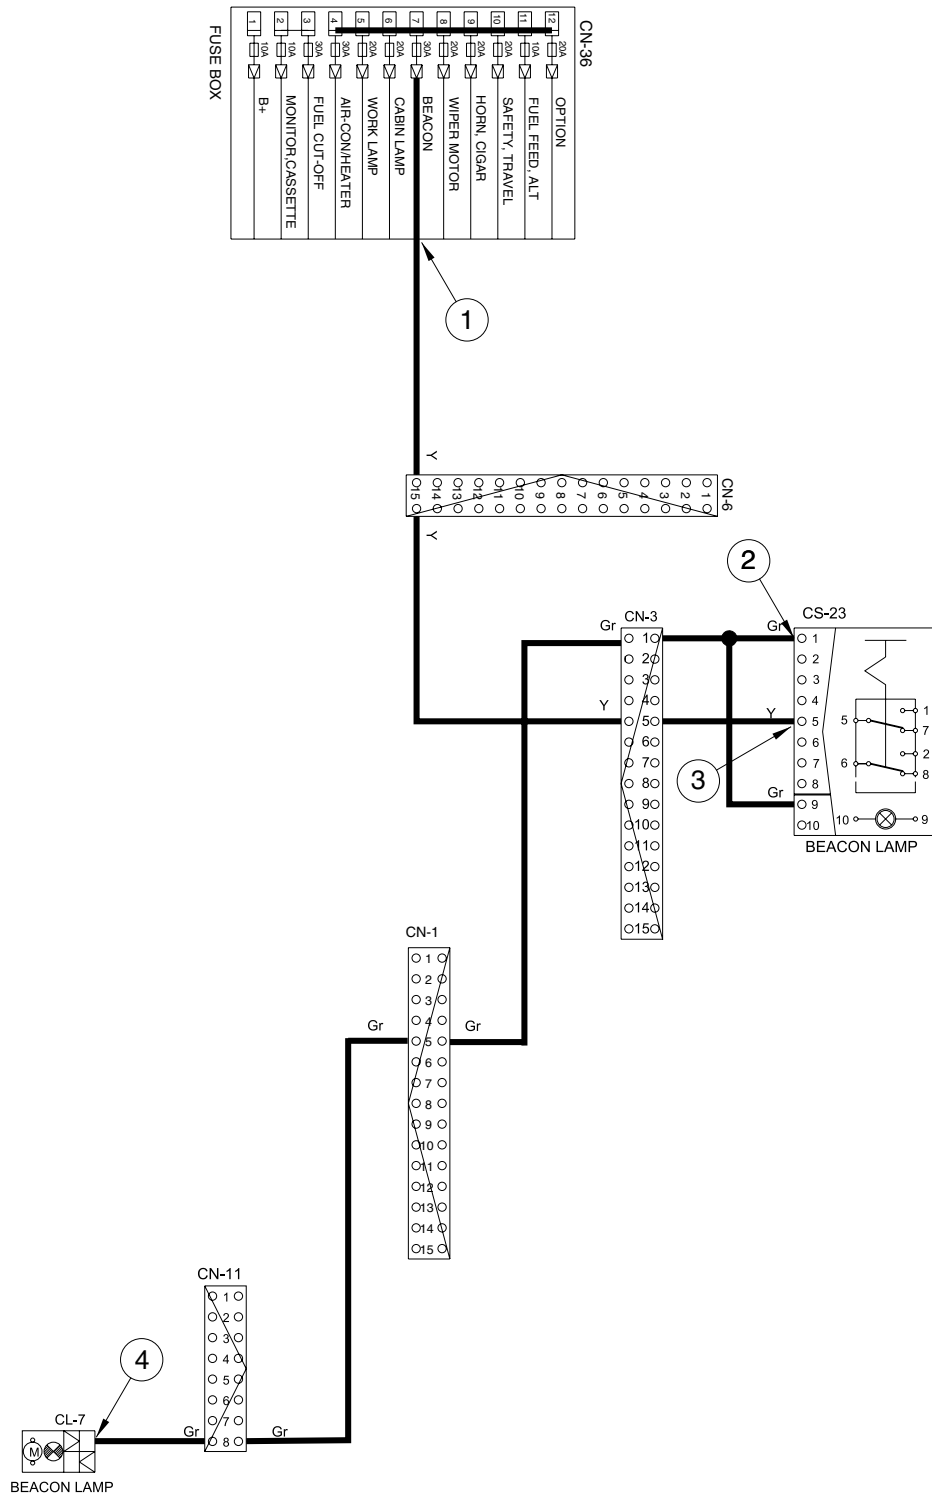 CN-36
FUSE BOX
1 10A B+
2 10A MONITOR,CASSETTE
3 30A FUEL CUT-OFF
4 30A AIR-CON/HEATER
5 20A WORK LAMP
6 20A CABIN LAMP
7 30A BEACON
8 20A WIPER MOTOR
9 20A HORN, CIGAR
10 20A SAFETY, TRAVEL
11 10A FUEL FEED, ALT
12 20A OPTION
1
Y
CN-6
15 14 13 12 11 10 9 8 7 6 5 4 3 2 1
Y
2
CN-3
CS-23
Gr
1
Gr
1
2
2
3
3
4
4
Y
5
Y
5
6
6
7
7
8
8
9
Gr
9
10
10
11
12
13
14
15
3
1
5
7
2
6
8
10
9
BEACON LAMP
CN-1
1
2
3
4
Gr
5
Gr
6
7
8
9
10
11
12
13
14
15
CN-11
1
2
3
4
5
6
7
Gr
8
Gr
4
CL-7
M
BEACON LAMP